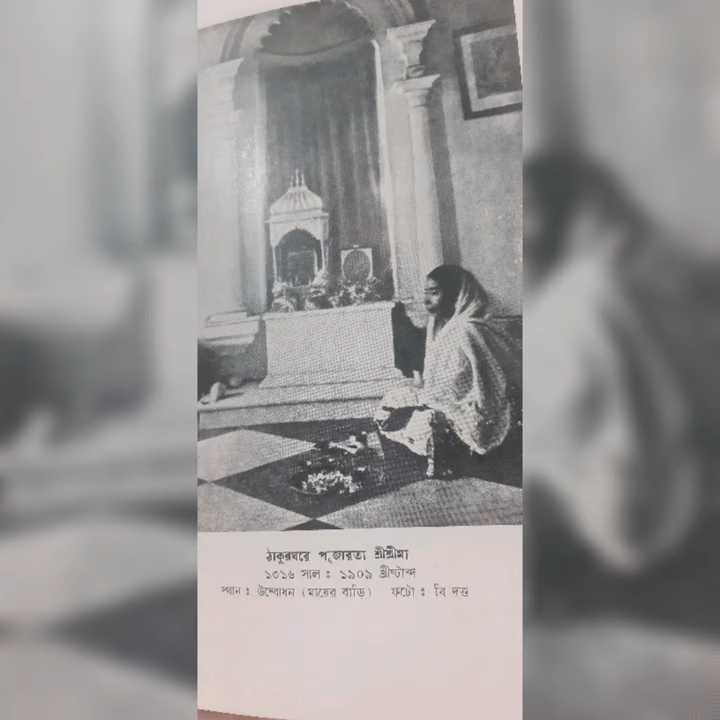 ঠাকুরঘরে পূজারতা শ্রীশ্রীমা
১৩১৬ সাল : ১৯০৯ খ্রীষ্টাব্দ
স্থান : উদ্বোধন (মায়ের বাড়ি) ফটো : বি দত্ত